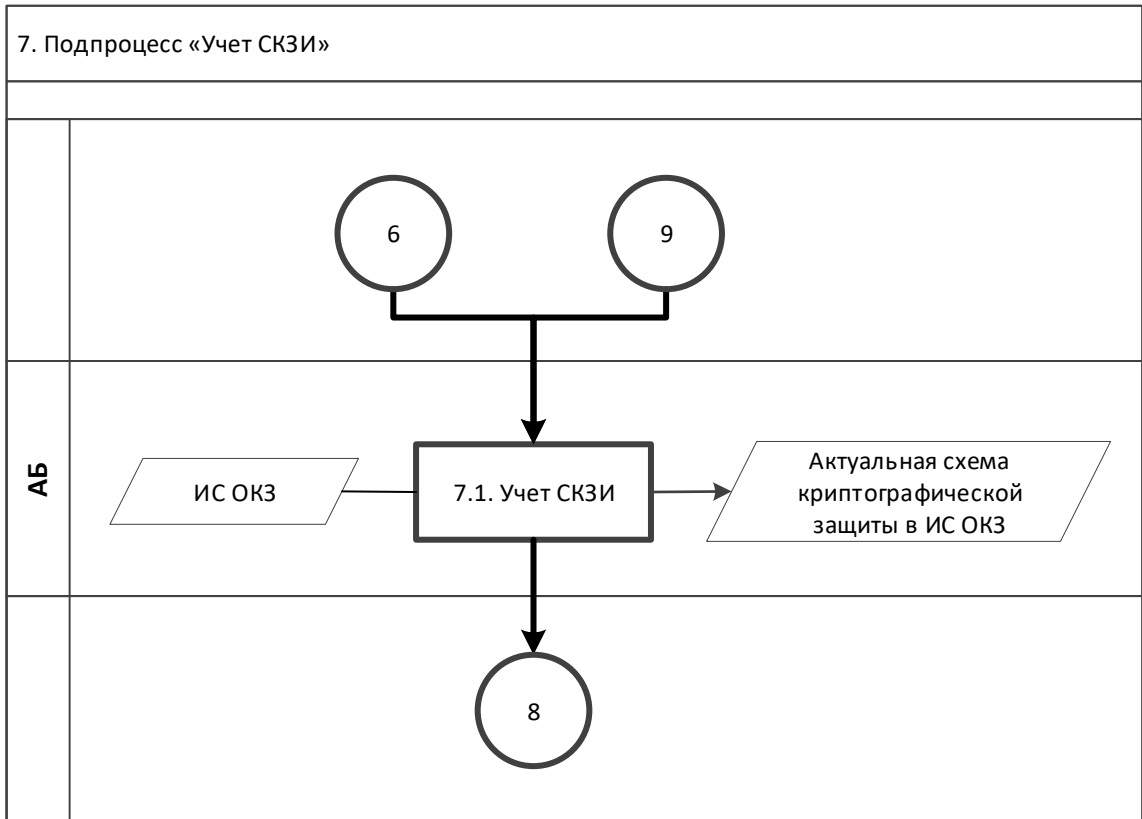 7. Подпроцесс «Учет СКЗИ»
6
9
АБ
ИС ОКЗ
7.1. Учет СКЗИ
Актуальная схема
криптографической
защиты в ИС ОКЗ
8